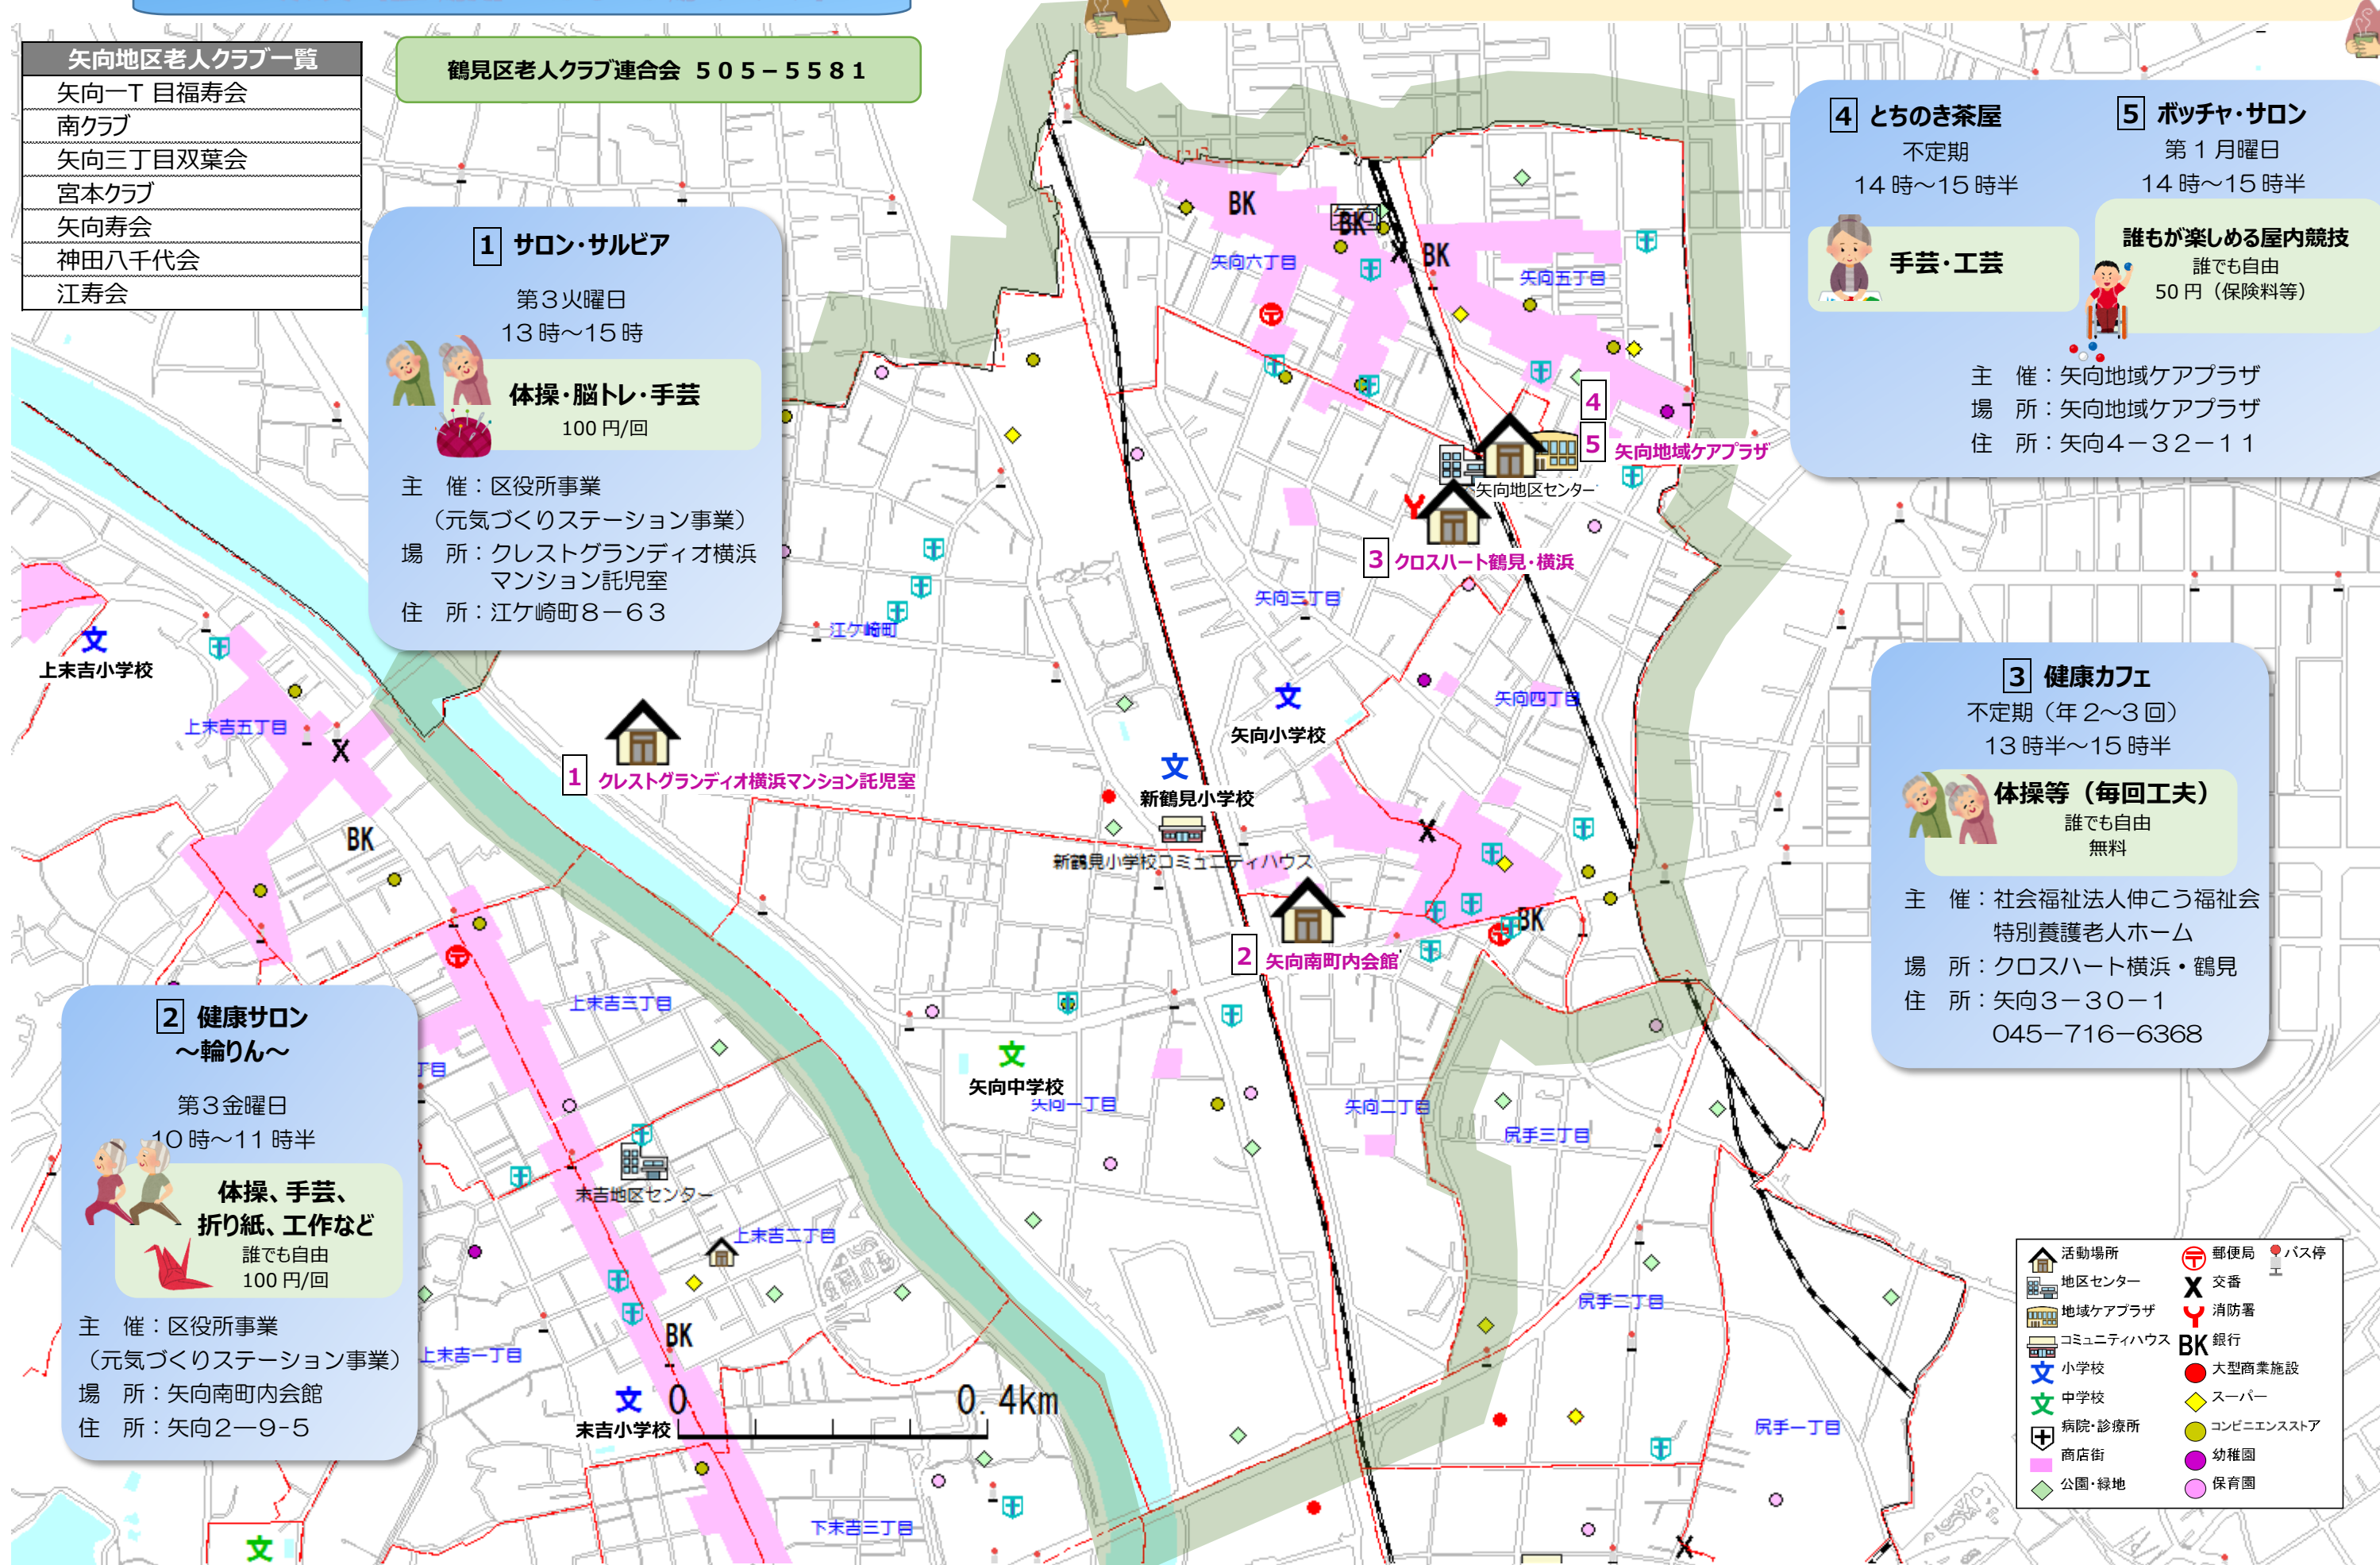 矢向地区老人クラブ一覧
矢向一T 目福寿会
南クラブ
矢向三丁目双葉会
宮本クラブ
矢向寿会
神田八千代会
江寿会
鶴見区老人クラブ連合会 505-5581
1 サロン・サルビア
第3火曜日
13時~15時
体操・脳トレ・手芸
100円/回
主 催:区役所事業
(元気づくりステーション事業)
場 所:クレストグランディオ横浜
マンション託児室
住 所:江ケ崎町8-63
4 とちのき茶屋
不定期
14時~15時半
手芸・工芸
5 ボッチャ・サロン
第1月曜日
14時~15時半
誰もが楽しめる屋内競技
誰でも自由
50円(保険料等)
主 催:矢向地域ケアプラザ
場 所:矢向地域ケアプラザ
住 所:矢向4-32-11
3 健康カフェ
不定期(年2~3回)
13時半~15時半
体操等(毎回工夫)
誰でも自由
無料
主 催:社会福祉法人伸こう福祉会
特別養護老人ホーム
場 所:クロスハート横浜・鶴見
住 所:矢向3-30-1
045-716-6368
2 健康サロン
~輪りん~
第3金曜日
10時~11時半
体操、手芸、
折り紙、工作など
誰でも自由
100円/回
主 催:区役所事業
(元気づくりステーション事業)
場 所:矢向南町内会館
住 所:矢向2―9-5
BK
BK
BK
矢向六丁目
矢向五丁目
4
5 矢向地域ケアプラザ
矢向地区センター
3 クロスハート鶴見・横浜
矢向三丁目
江ケ崎町
矢向四丁目
文
上末吉小学校
上末吉五丁目
BK
1 クレストグランディオ横浜マンション託児室
文
矢向小学校
文
新鶴見小学校
新鶴見小学校コミュニティハウス
BK
2 矢向南町内会館
上末吉三丁目
丁目
文
矢向中学校
矢向一丁目
矢向二丁目
尻手三丁目
末吉地区センター
上末吉二丁目
尻手二丁目
BK
上末吉一丁目
文
末吉小学校
0 0.4km
尻手一丁目
下末吉三丁目
文
活動場所
地区センター
地域ケアプラザ
コミュニティハウス
文 小学校
文 中学校
病院・診療所
商店街
公園・緑地
郵便局
バス停
交番
消防署
BK 銀行
大型商業施設
スーパー
コンビニエンスストア
幼稚園
保育園